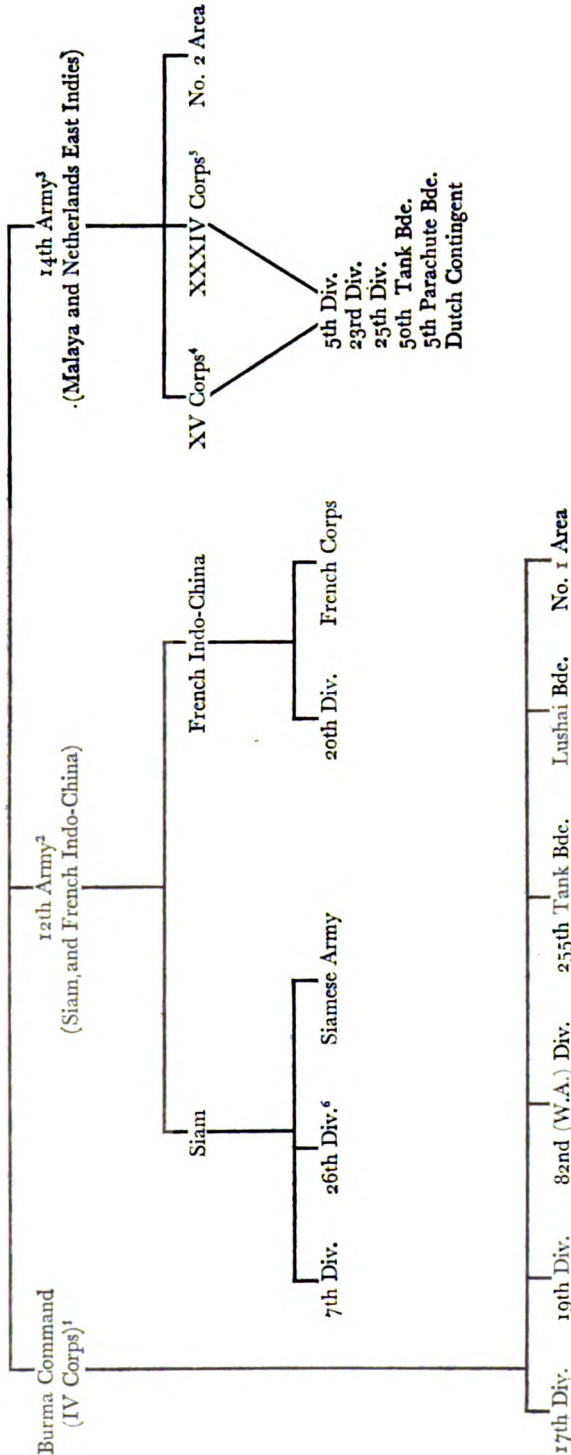 Burma Command
(IV Corps)¹
12th Army²
(Siam, and French Indo-China)
14th Army³
(Malaya and Netherlands East Indies)
Siam
French Indo-China
XV Corps⁴
XXXIV Corps⁵
No. 2 Area
7th Div.
26th Div.⁶
Siamese Army
20th Div.
French Corps
5th Div.
23rd Div.
25th Div.
50th Tank Bde.
5th Parachute Bde.
Dutch Contingent
17th Div.
19th Div.
82nd (W.A.) Div.
255th Tank Bde.
Lushai Bde.
No. 1 Area